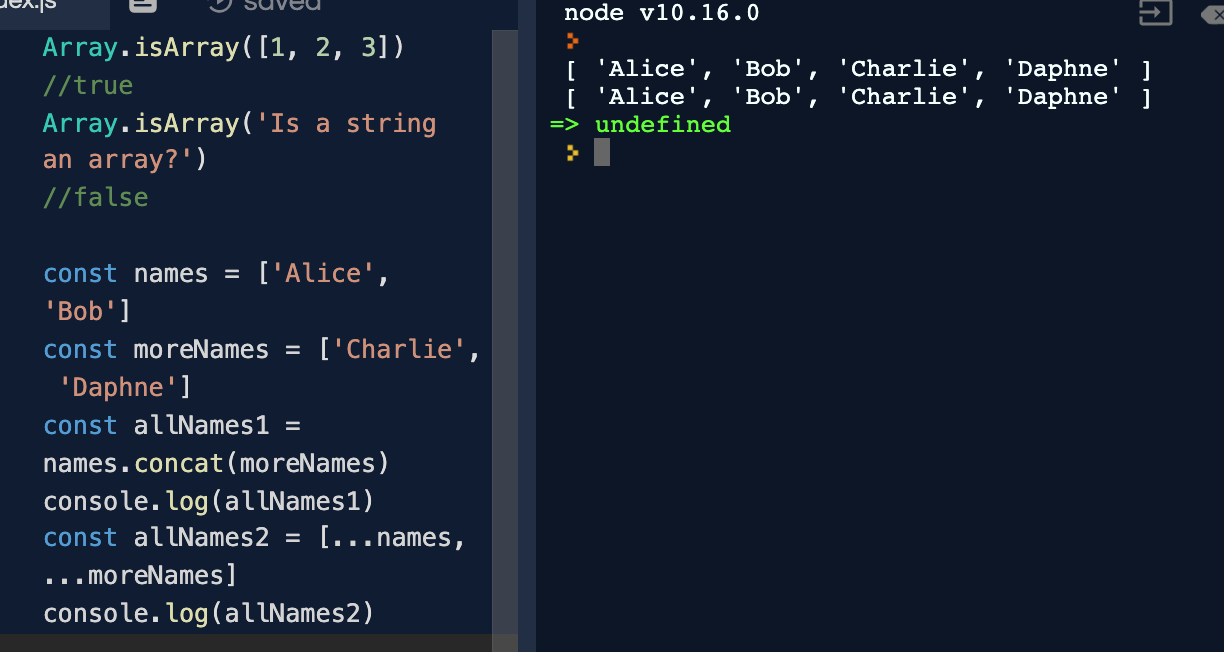 dex.js saved
Array.isArray([1, 2, 3])
//true
Array.isArray('Is a string
an array?')
//false
const names = ['Alice',
'Bob']
const moreNames = ['Charlie',
'Daphne']
const allNames1 =
names.concat(moreNames)
console.log(allNames1)
const allNames2 = [...names,
...moreNames]
console.log(allNames2)
node v10.16.0
[ 'Alice', 'Bob', 'Charlie', 'Daphne' ]
[ 'Alice', 'Bob', 'Charlie', 'Daphne' ]
=> undefined